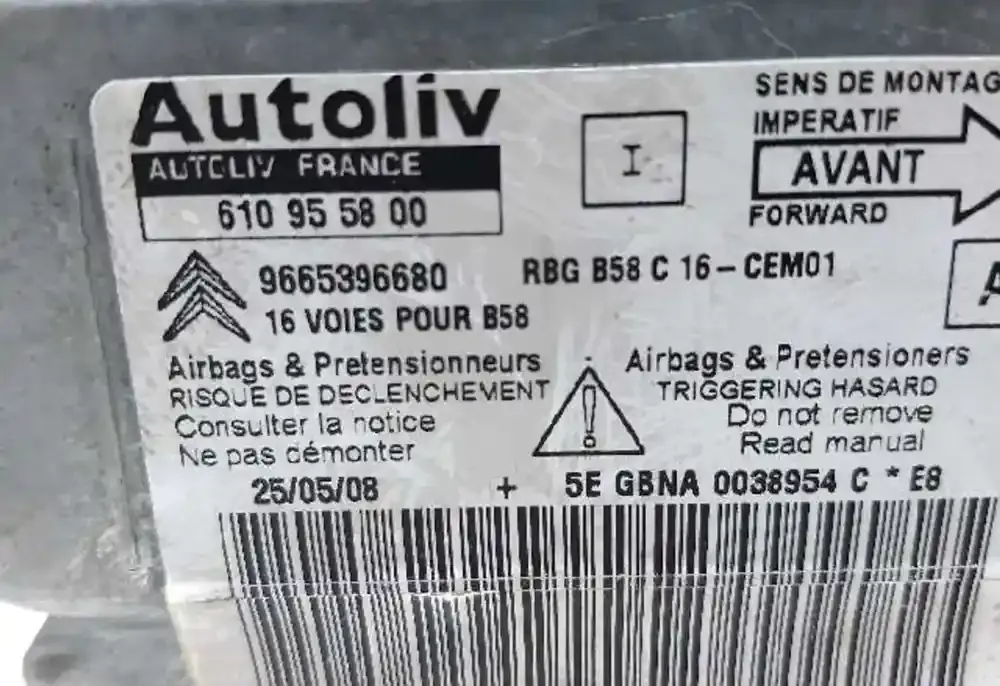 Autoliv
AUTOLIV FRANCE
610 95 58 00
I
SENS DE MONTAG
IMPERATIF
AVANT
FORWARD
9665396680
RBG B58 C 16-CEM01
16 VOIES POUR B58
A
Airbags & Pretensionneurs
RISQUE DE DECLENCHEMENT
Consulter la notice
Ne pas démonter
Airbags & Pretensioners
TRIGGERING HASARD
Do not remove
Read manual
25/05/08 + 5E GBNA 0038954 C * E8